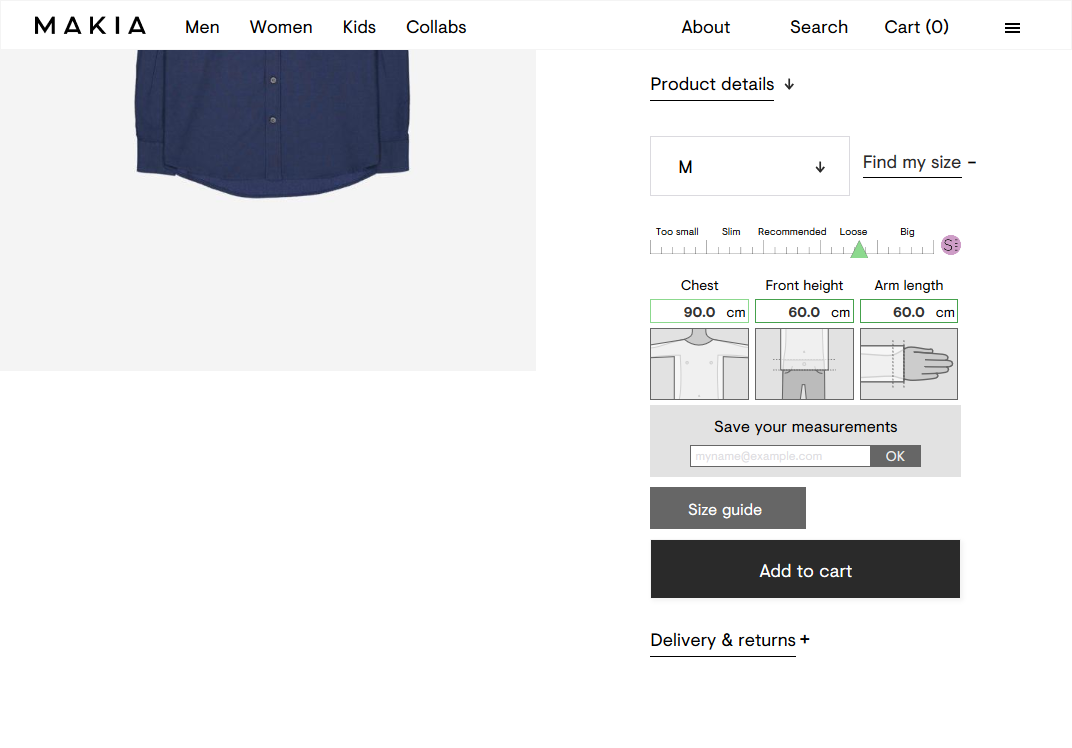 MAKIA Men Women Kids Collabs About Search Cart (0)
Product details ↓
M ↓ Find my size –
Too small Slim Recommended Loose Big
S
Chest Front height Arm length
90.0 cm 60.0 cm 60.0 cm
Save your measurements
myname@example.com OK
Size guide
Add to cart
Delivery & returns +